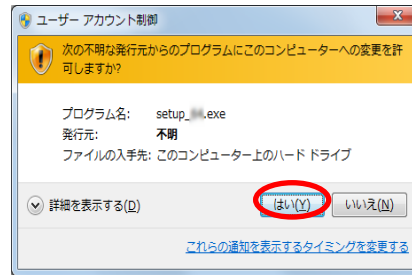 ユーザー アカウント制御
次の不明な発行元からのプログラムにこのコンピューターへの変更を許
可しますか?
プログラム名: setup_.exe
発行元: 不明
ファイルの入手先: このコンピューター上のハード ドライブ
詳細を表示する(D) はい(Y) いいえ(N)
これらの通知を表示するタイミングを変更する